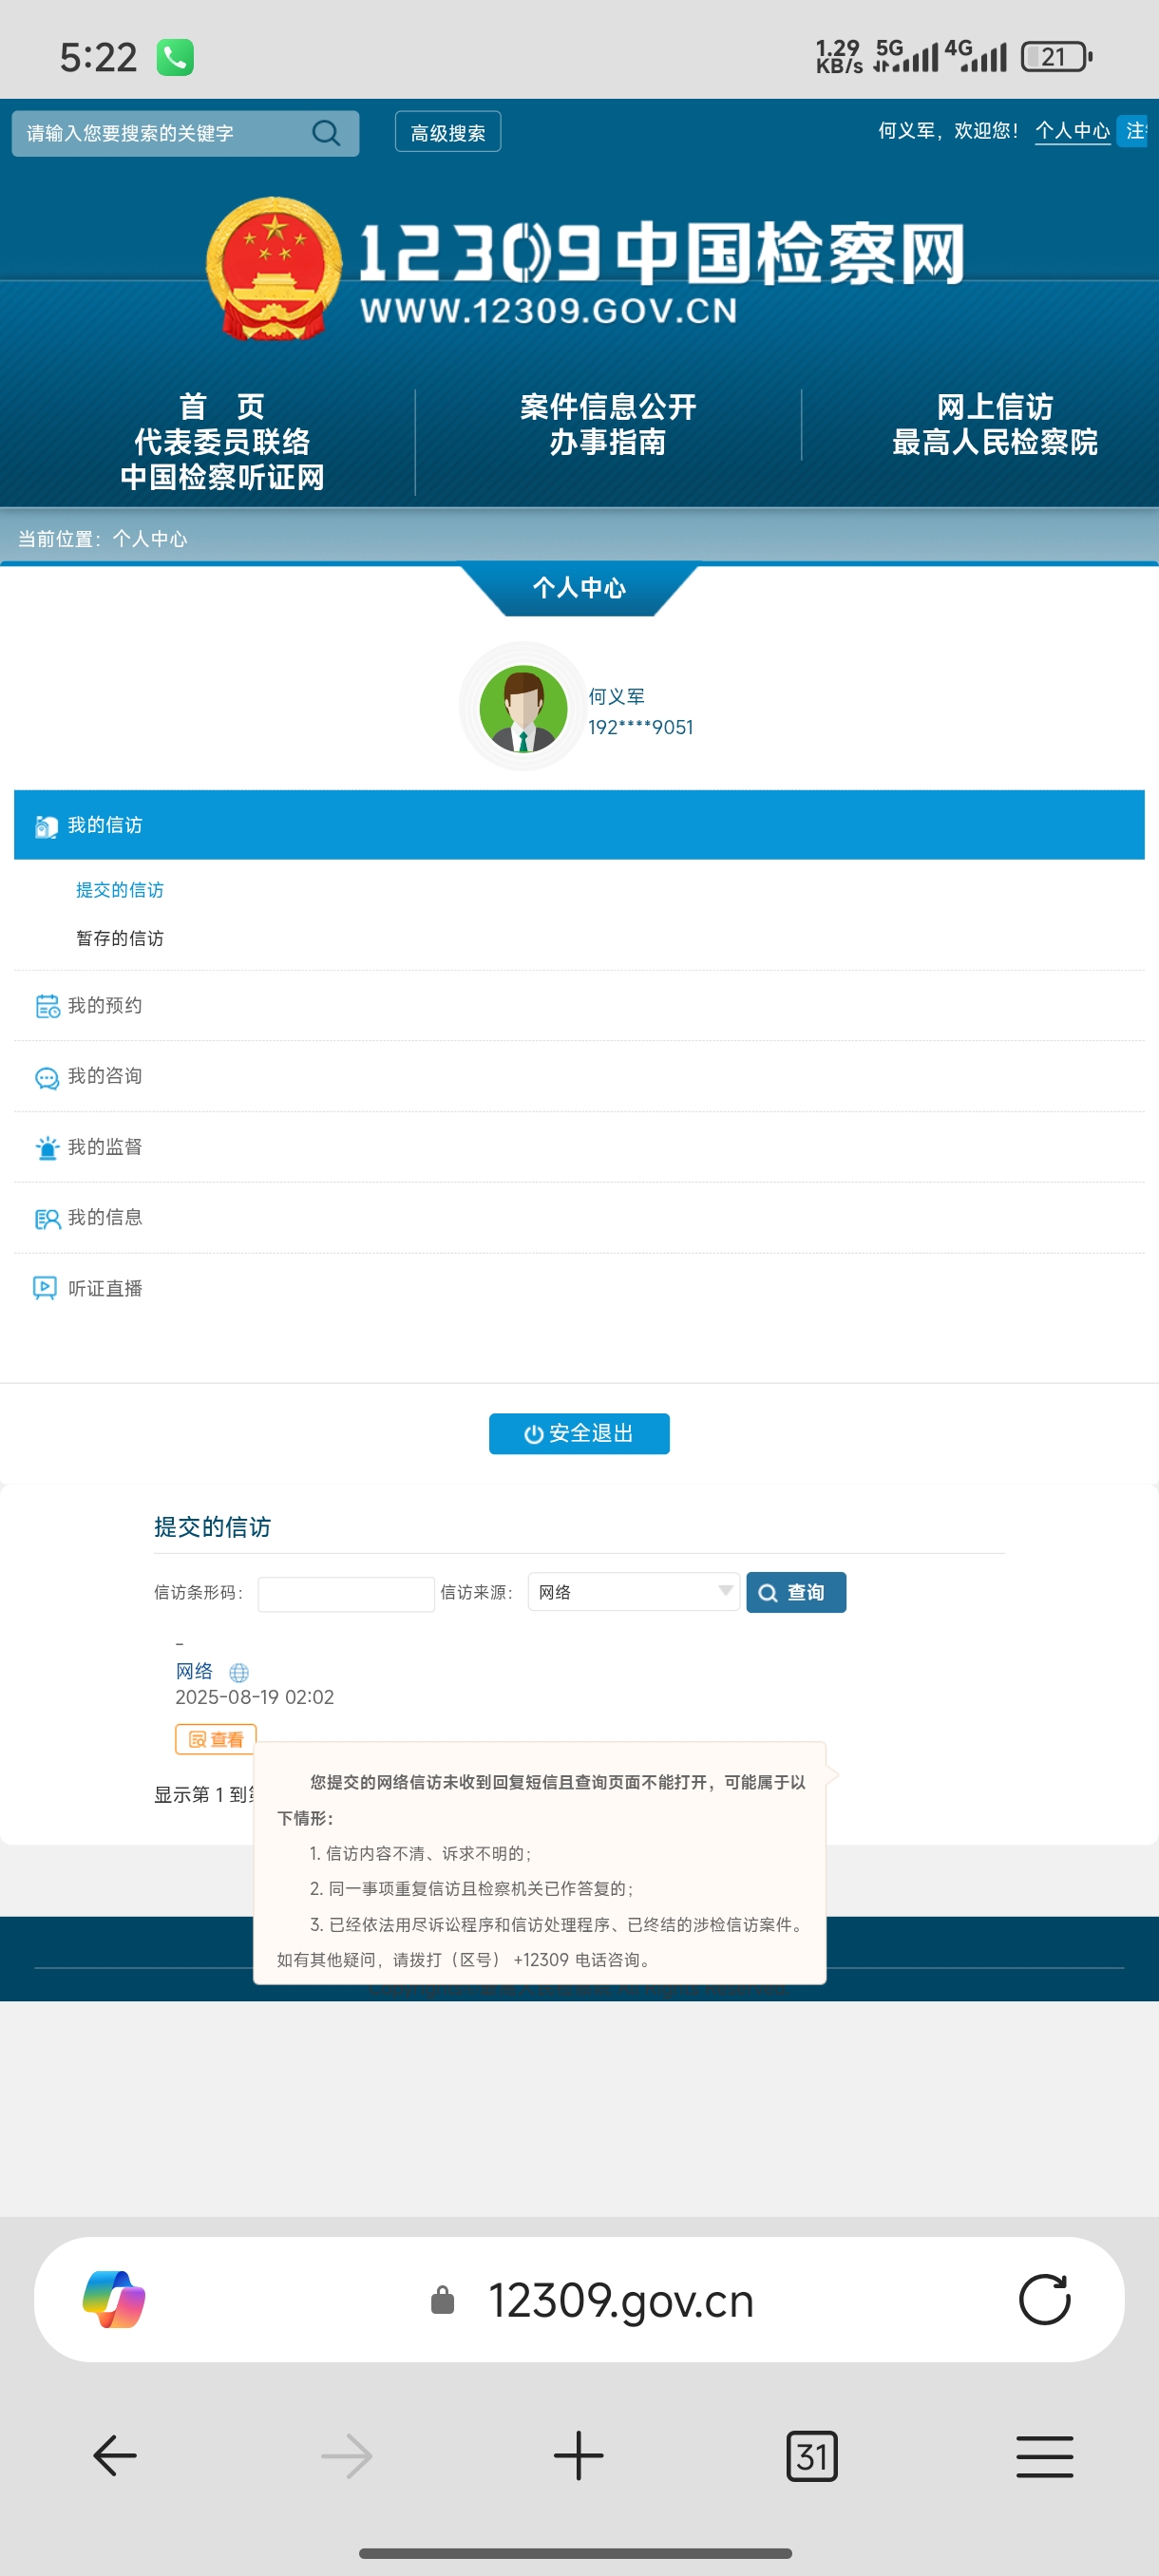 5:22
1.29 KB/s 5G 4G 21
请输入您要搜索的关键字 高级搜索 何义军，欢迎您！ 个人中心
12309中国检察网
WWW.12309.GOV.CN
首 页 案件信息公开 网上信访
代表委员联络 办事指南 最高人民检察院
中国检察听证网
当前位置：个人中心
个人中心
何义军
192****9051
我的信访
提交的信访
暂存的信访
我的预约
我的咨询
我的监督
我的信息
听证直播
安全退出
提交的信访
信访条形码： 信访来源： 网络 查询
-
网络
2025-08-19 02:02
查看
显示第 1 到
您提交的网络信访未收到回复短信且查询页面不能打开，可能属于以
下情形：
1. 信访内容不清、诉求不明的；
2. 同一事项重复信访且检察机关已作答复的；
3. 已经依法用尽诉讼程序和信访处理程序、已终结的涉检信访案件。
如有其他疑问，请拨打（区号） +12309 电话咨询。
12309.gov.cn
31